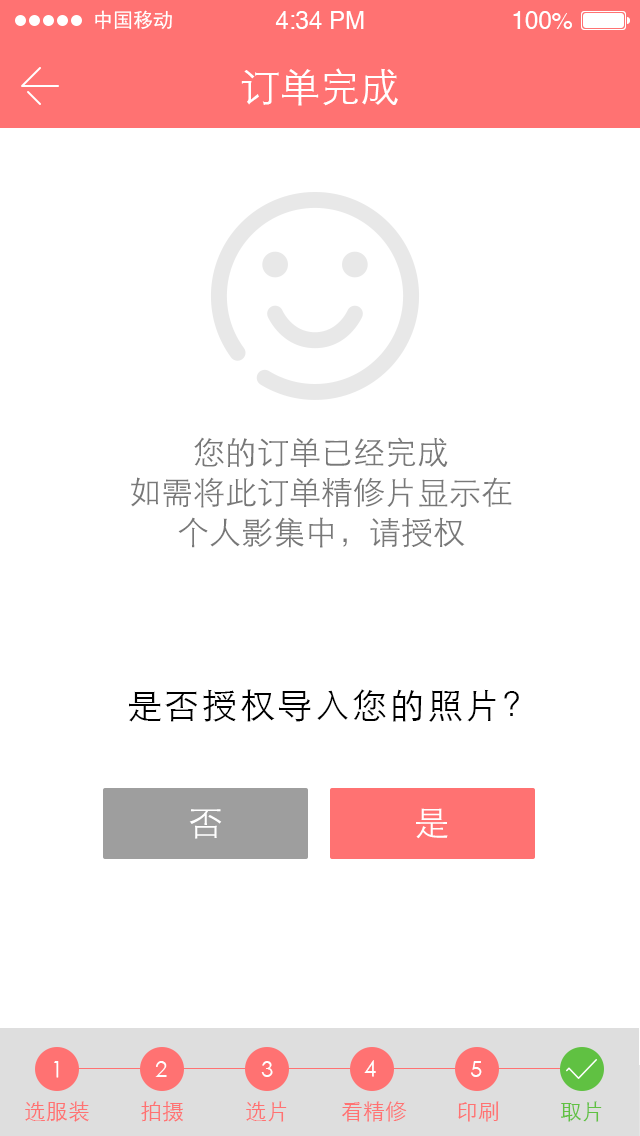 中国移动 4:34 PM 100%
订单完成
您的订单已经完成
如需将此订单精修片显示在
个人影集中，请授权
是否授权导入您的照片?
否 是
1 2 3 4 5
选服装 拍摄 选片 看精修 印刷 取片